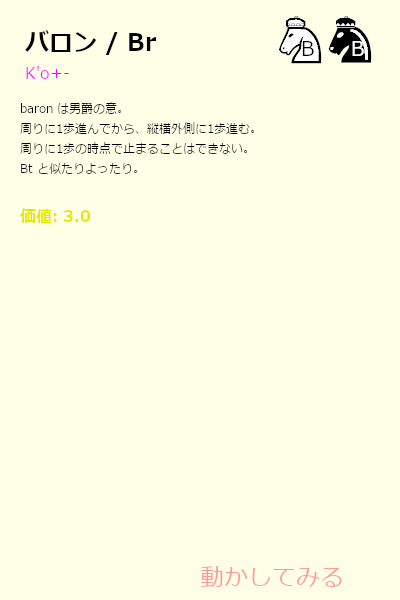 バロン / Br
B B
K'o+-
baron は男爵の意。
周りに1歩進んでから、縦横外側に1歩進む。
周りに1歩の時点で止まることはできない。
Bt と似たりよったり。
価値: 3.0
動かしてみる